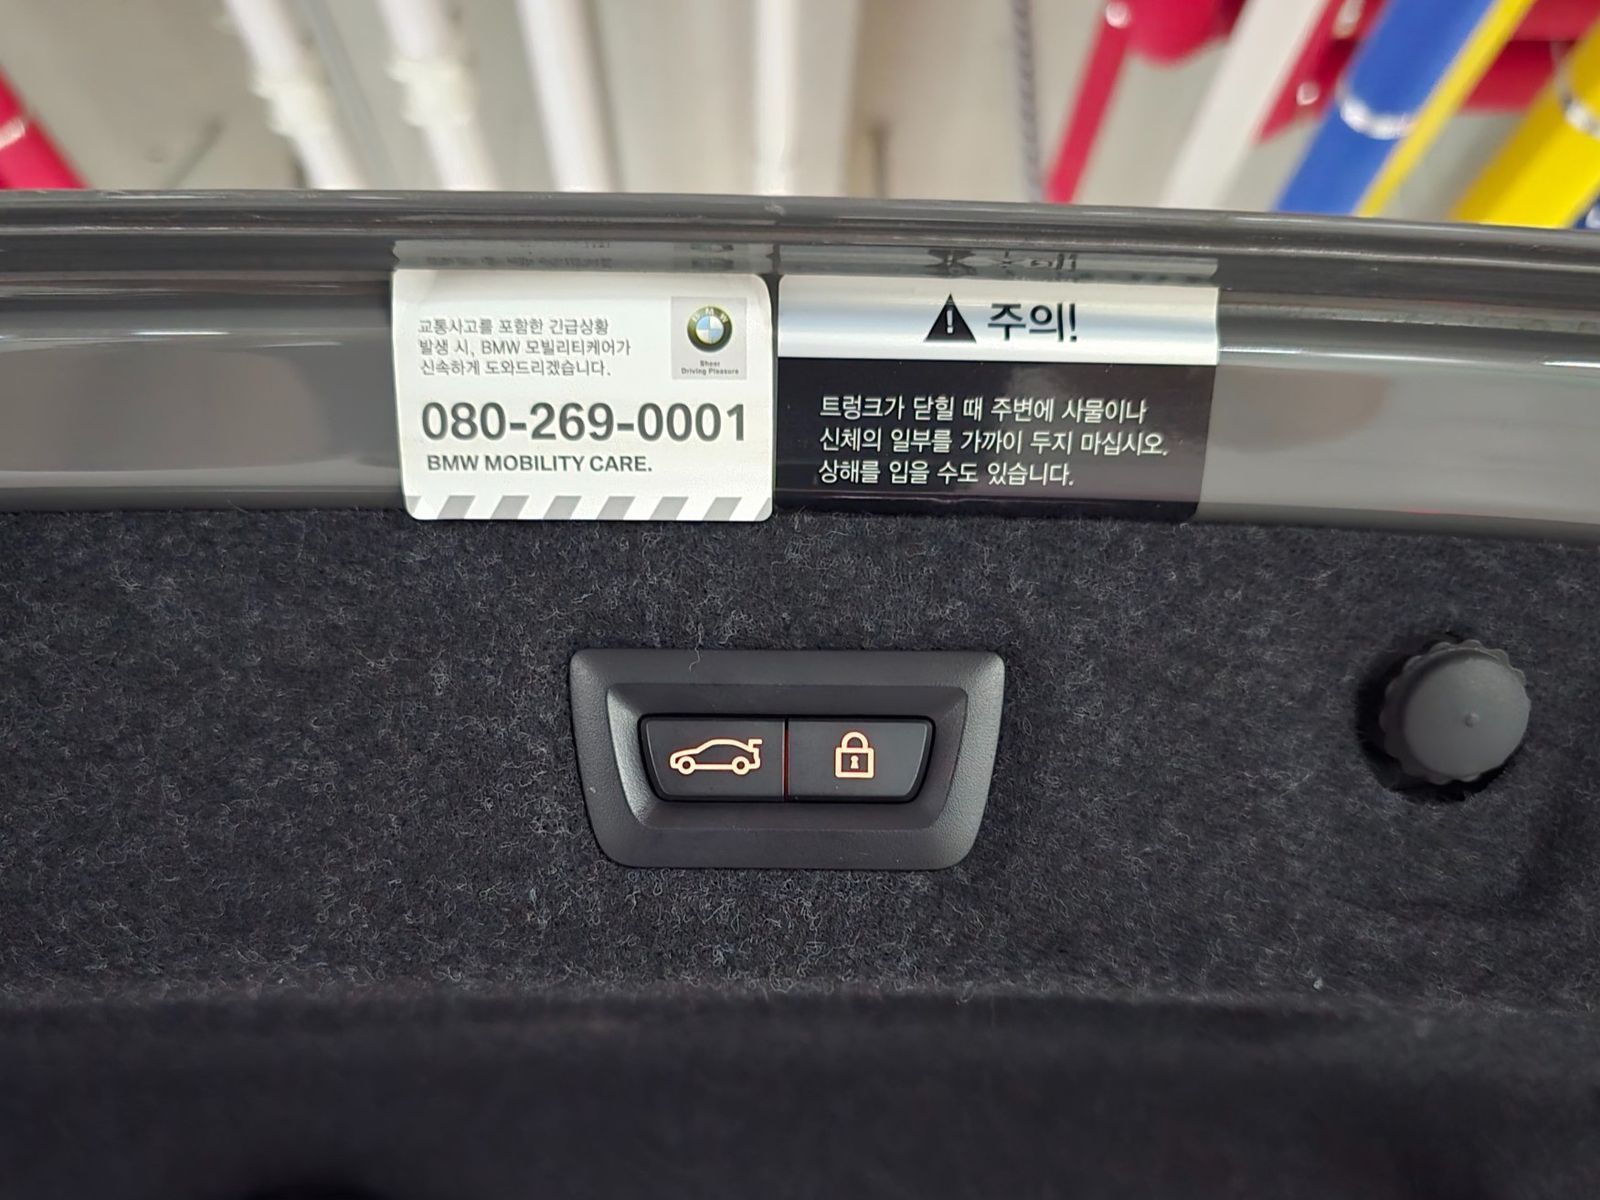 교통사고를 포함한 긴급상황
발생 시, BMW 모빌리티케어가
신속하게 도와드리겠습니다.
BMW
Sheer
Driving Pleasure
080-269-0001
BMW MOBILITY CARE.
주의!
트렁크가 닫힐 때 주변에 사물이나
신체의 일부를 가까이 두지 마십시오.
상해를 입을 수도 있습니다.